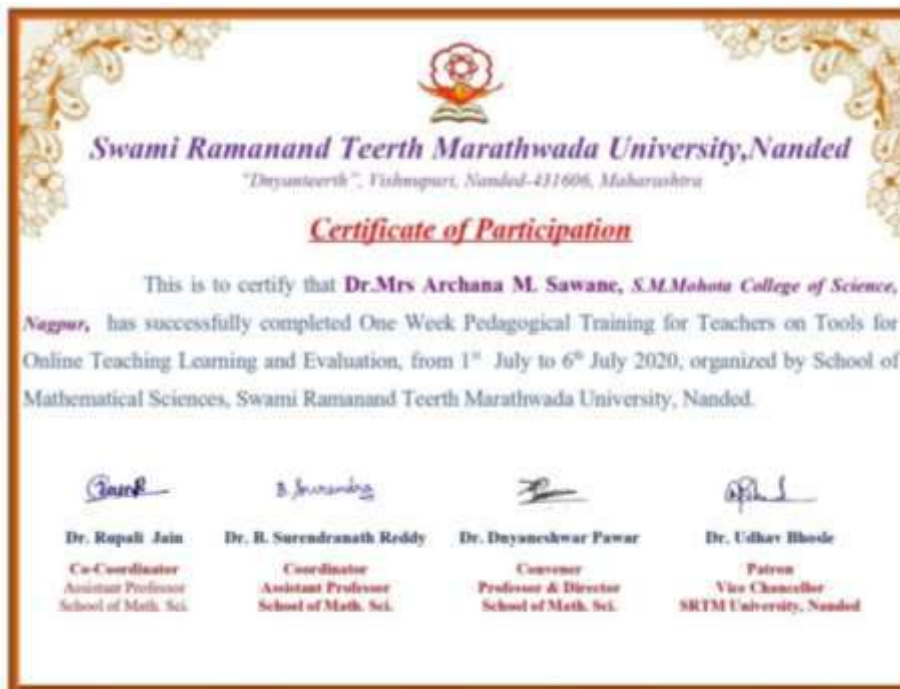 Swami Ramanand Teerth Marathwada University,Nanded
"Dnyanteerth", Vishnupuri, Nanded-431606, Maharashtra
Certificate of Participation
This is to certify that Dr.Mrs Archana M. Sawane, S.M.Mohota College of Science,
Nagpur, has successfully completed One Week Pedagogical Training for Teachers on Tools for
Online Teaching Learning and Evaluation, from 1st July to 6th July 2020, organized by School of
Mathematical Sciences, Swami Ramanand Teerth Marathwada University, Nanded.
B. Surendra
Dr. Rupali Jain Dr. B. Surendranath Reddy Dr. Dnyaneshwar Pawar Dr. Udhav Bhosle
Co-Coordinator Coordinator Convener Patron
Assistant Professor Assistant Professor Professor & Director Vice Chancellor
School of Math. Sci. School of Math. Sci. School of Math. Sci. SRTM University, Nanded